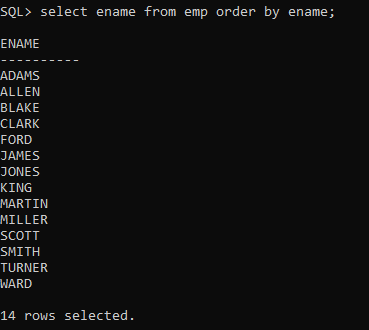 SQL> select ename from emp order by ename;
ENAME
----------
ADAMS
ALLEN
BLAKE
CLARK
FORD
JAMES
JONES
KING
MARTIN
MILLER
SCOTT
SMITH
TURNER
WARD
14 rows selected.